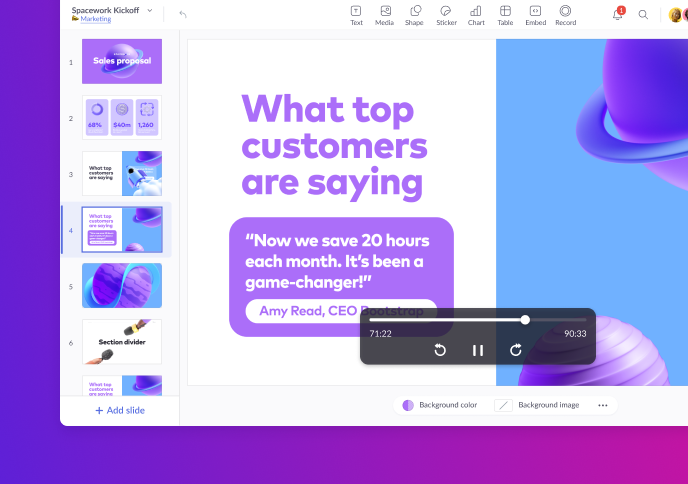 Spacework Kickoff
Marketing
Text
Media
Shape
Sticker
Chart
Table
Embed
Record
1
1
Sales proposal
2
68%
$40m
1,260
3
What top
customers
are saying
4
What top
customers
are saying
5
6
Section divider
What top
customers
+ Add slide
What top
customers
are saying
“Now we save 20 hours
each month. It’s been a
game-changer!”
Amy Read, CEO Bootstrap
71:22
90:33
Background color
Background image